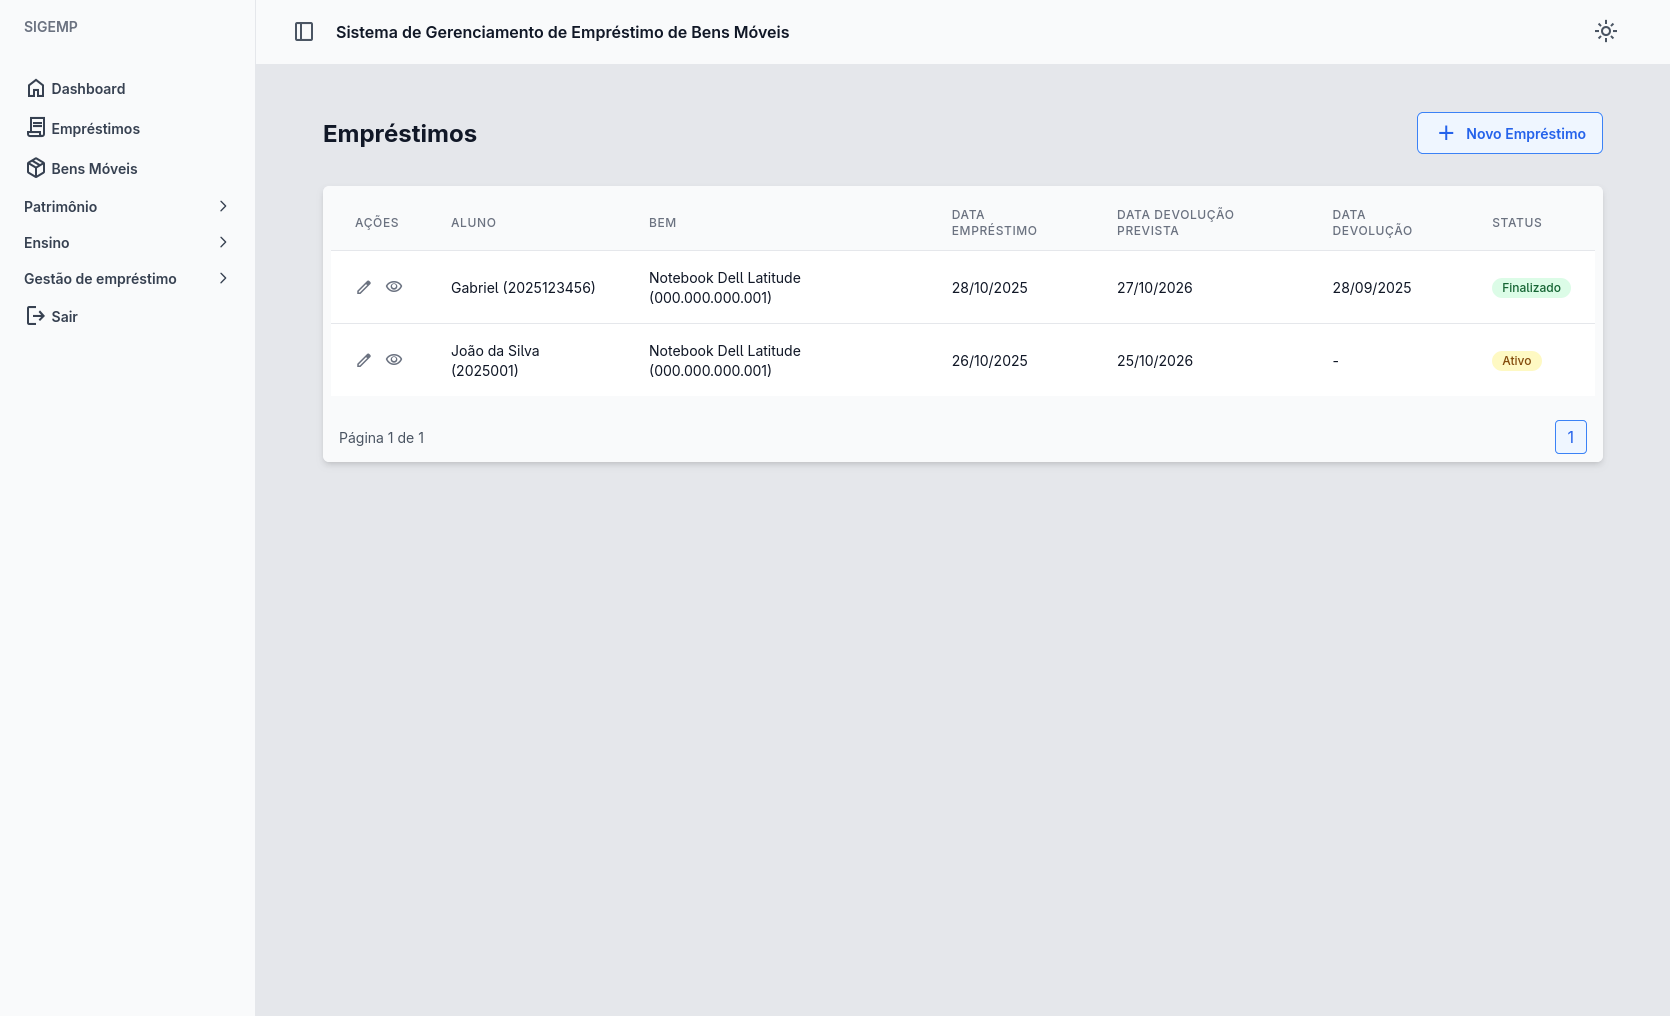 SIGEMP
Dashboard
Empréstimos
Bens Móveis
Patrimônio
Ensino
Gestão de empréstimo
Sair
Sistema de Gerenciamento de Empréstimo de Bens Móveis
Empréstimos
Novo Empréstimo
AÇÕES ALUNO BEM DATA EMPRÉSTIMO DATA DEVOLUÇÃO PREVISTA DATA DEVOLUÇÃO STATUS
Gabriel (2025123456) Notebook Dell Latitude (000.000.000.001) 28/10/2025 27/10/2026 28/09/2025 Finalizado
João da Silva (2025001) Notebook Dell Latitude (000.000.000.001) 26/10/2025 25/10/2026 - Ativo
Página 1 de 1
1